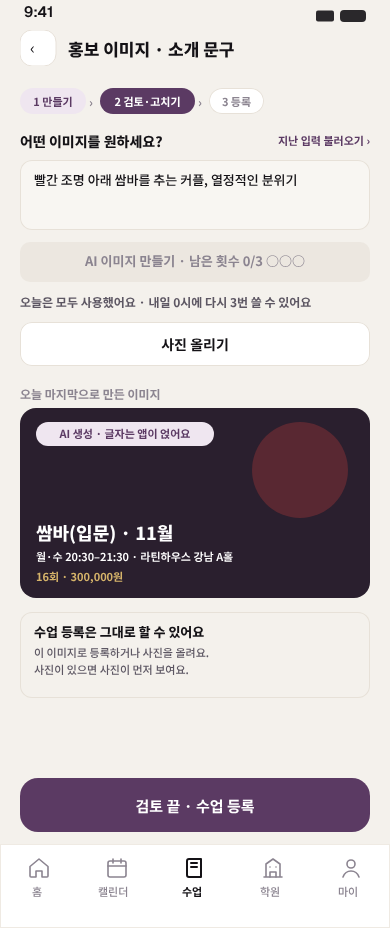 9:41
‹ 홍보 이미지 · 소개 문구
1 만들기 › 2 검토·고치기 › 3 등록
어떤 이미지를 원하세요? 지난 입력 불러오기 ›
빨간 조명 아래 쌈바를 추는 커플, 열정적인 분위기
AI 이미지 만들기 · 남은 횟수 0/3 ○○○
오늘은 모두 사용했어요 · 내일 0시에 다시 3번 쓸 수 있어요
사진 올리기
오늘 마지막으로 만든 이미지
AI 생성 · 글자는 앱이 얹어요
쌈바(입문) · 11월
월·수 20:30–21:30 · 라틴하우스 강남 A홀
16회 · 300,000원
수업 등록은 그대로 할 수 있어요
이 이미지로 등록하거나 사진을 올려요.
사진이 있으면 사진이 먼저 보여요.
검토 끝 · 수업 등록
홈 캘린더 수업 학원 마이